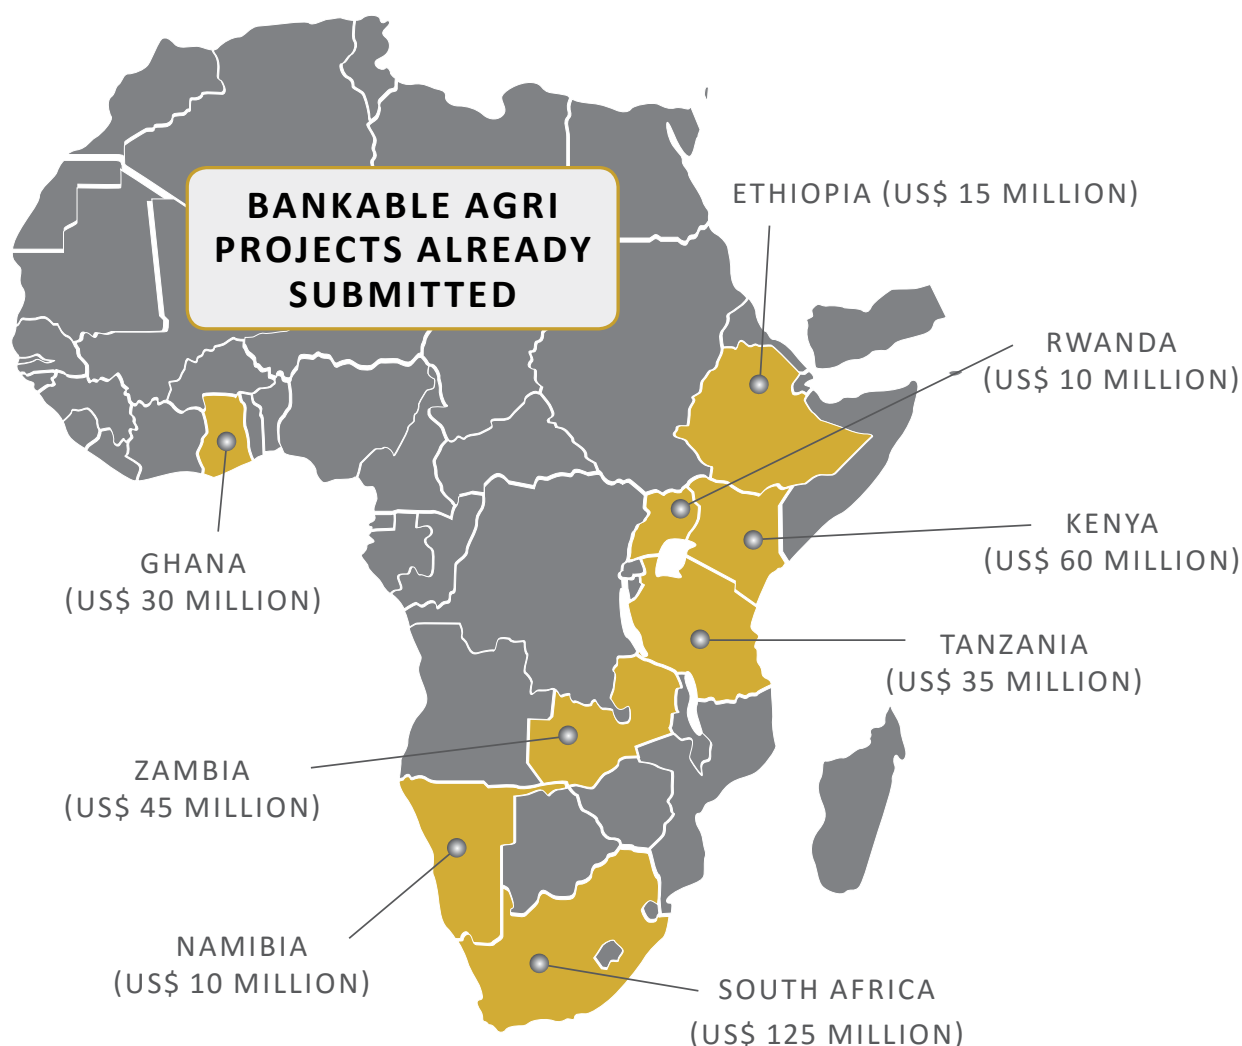 BANKABLE AGRI
PROJECTS ALREADY
SUBMITTED
ETHIOPIA (US$ 15 MILLION)
RWANDA
(US$ 10 MILLION)
KENYA
(US$ 60 MILLION)
GHANA
(US$ 30 MILLION)
TANZANIA
(US$ 35 MILLION)
ZAMBIA
(US$ 45 MILLION)
NAMIBIA
(US$ 10 MILLION)
SOUTH AFRICA
(US$ 125 MILLION)